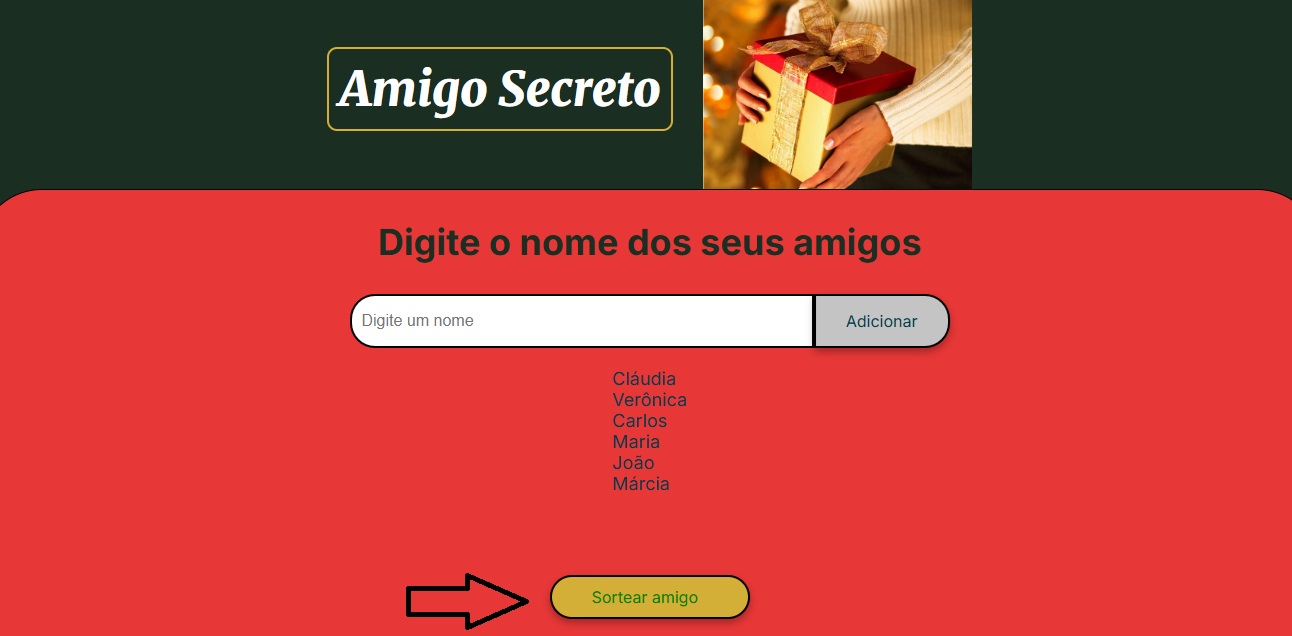 Amigo Secreto
Digite o nome dos seus amigos
Digite um nome
Adicionar
Cláudia
Verônica
Carlos
Maria
João
Márcia
Sortear amigo